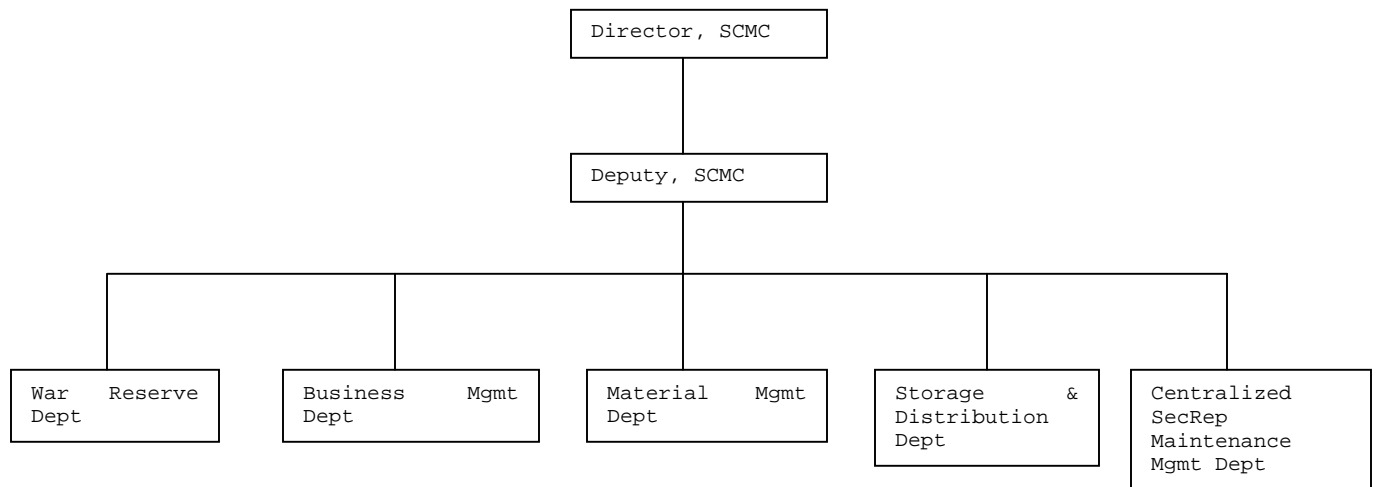 Director, SCMC
Deputy, SCMC
War Reserve
Dept
Business Mgmt
Dept
Material Mgmt
Dept
Storage &
Distribution
Dept
Centralized
SecRep
Maintenance
Mgmt Dept